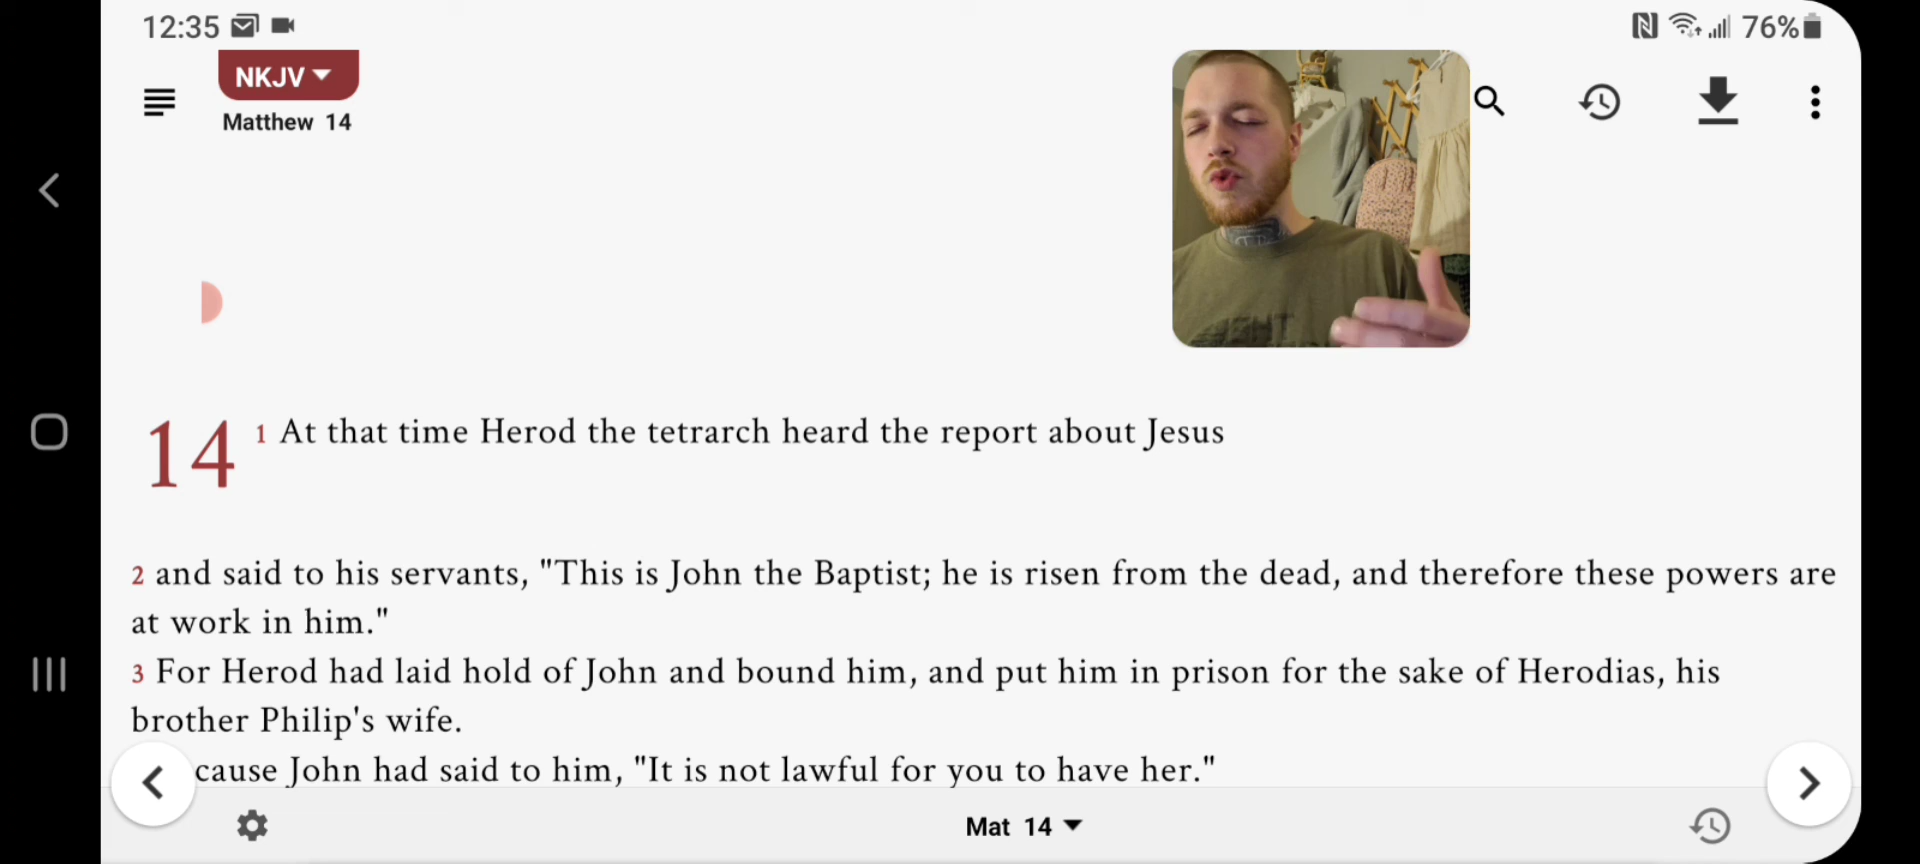 12:35
76%
NKJV
Matthew 14
14 1 At that time Herod the tetrarch heard the report about Jesus
2 and said to his servants, "This is John the Baptist; he is risen from the dead, and therefore these powers are
at work in him."
3 For Herod had laid hold of John and bound him, and put him in prison for the sake of Herodias, his
brother Philip's wife.
cause John had said to him, "It is not lawful for you to have her."
Mat 14